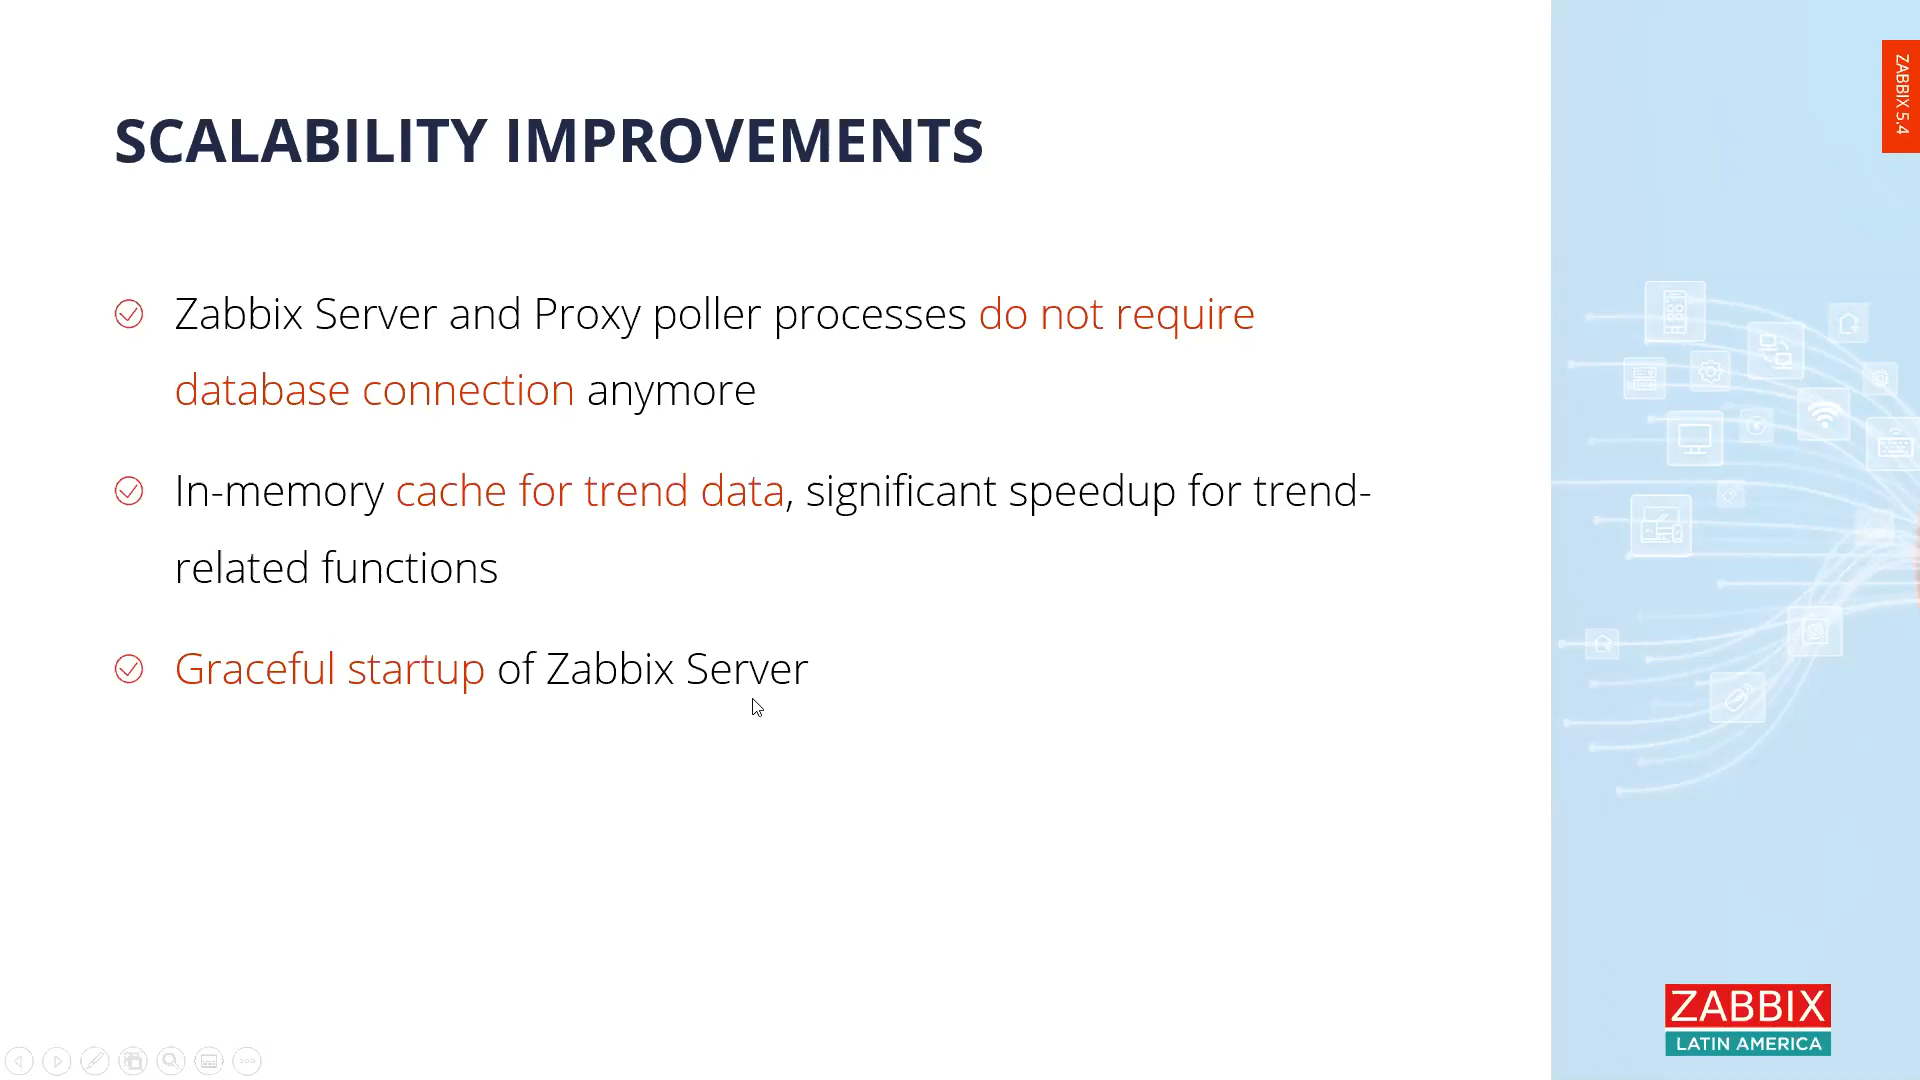 ZABBIX 5.4
SCALABILITY IMPROVEMENTS
Zabbix Server and Proxy poller processes do not require
database connection anymore
In-memory cache for trend data, significant speedup for trend-
related functions
Graceful startup of Zabbix Server
ZABBIX
LATIN AMERICA